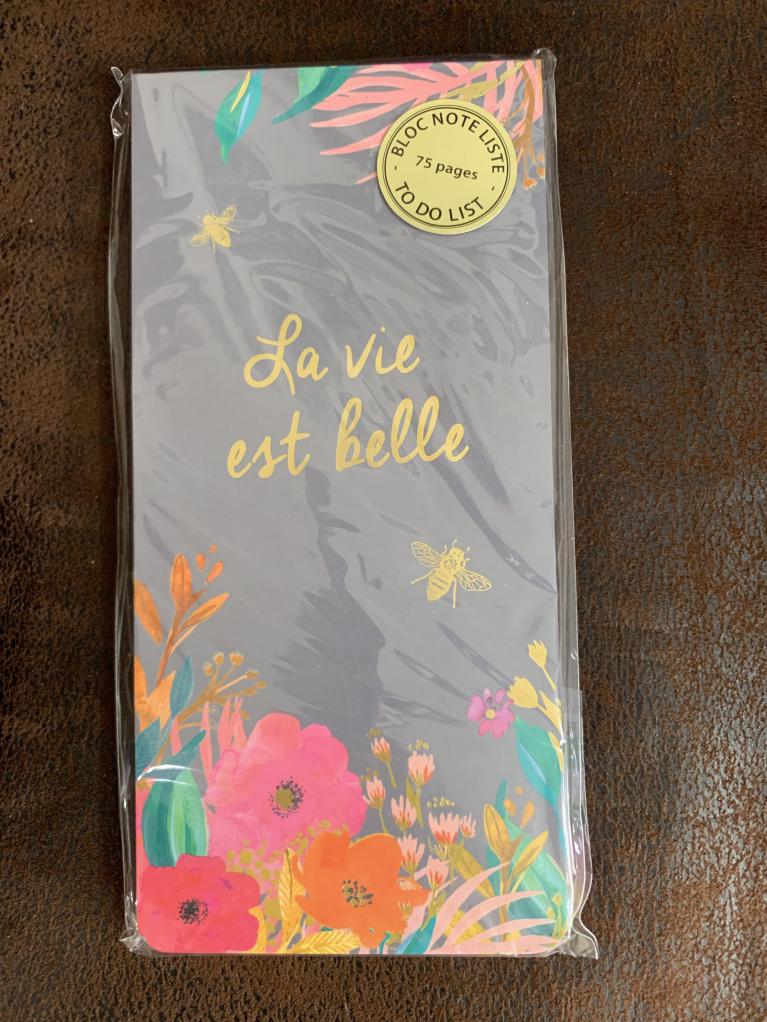 BLOC NOTE LISTE
75 pages
- TO DO LIST -
La vie
est belle